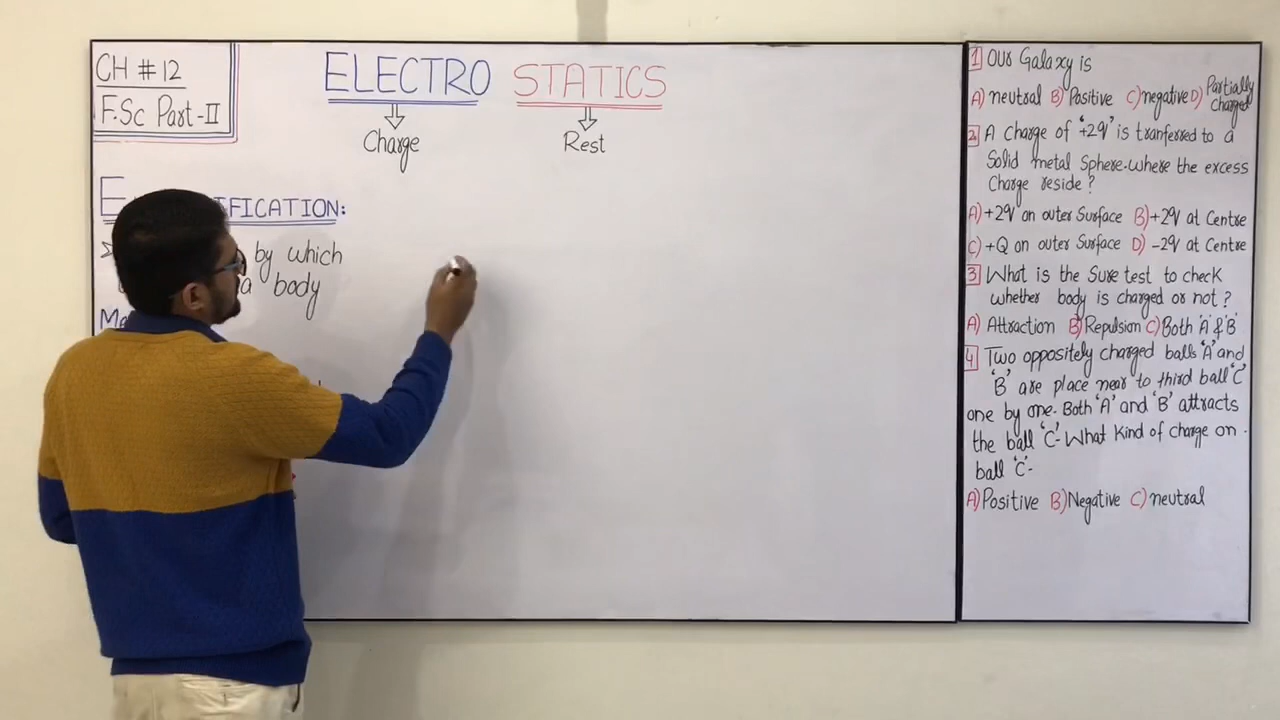 CH # 12
F.Sc Part-II
ELECTRO STATICS
Charge Rest
E IFICATION:
by which
a body
Me
1 Our Galaxy is
A) neutral B) Positive C) negative D) Partially charged
2 A charge of '+2q' is tranferred to a
Solid metal Sphere. where the excess
Charge reside?
A) +2q on outer Surface B) +2q at Centre
C) +Q on outer Surface D) -2q at Centre
3 What is the Sure test to check
whether body is charged or not?
A) Attraction B) Repulsion C) Both 'A' & 'B'
4 Two oppositely charged balls 'A' and
'B' are place near to third ball 'C'
one by one. Both 'A' and 'B' attracts
the ball 'C'- What Kind of charge on
ball 'C'-
A) Positive B) Negative C) neutral